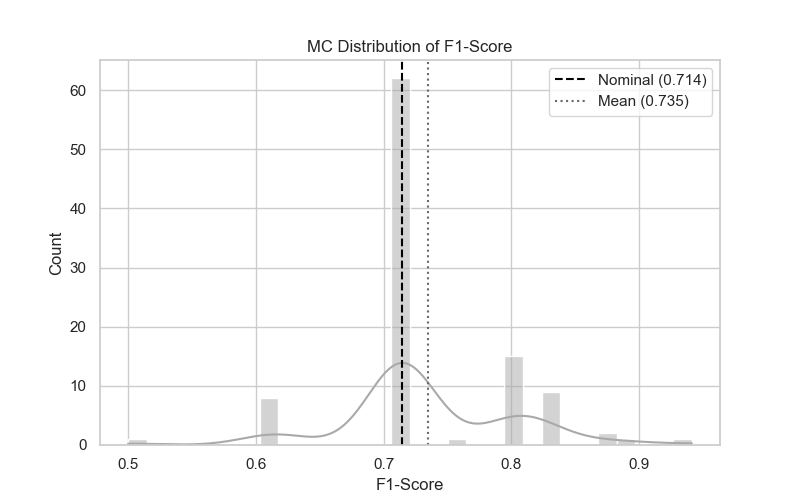 MC Distribution of F1-Score
Nominal (0.714)
Mean (0.735)
Count
60
50
40
30
20
10
0
0.5 0.6 0.7 0.8 0.9
F1-Score